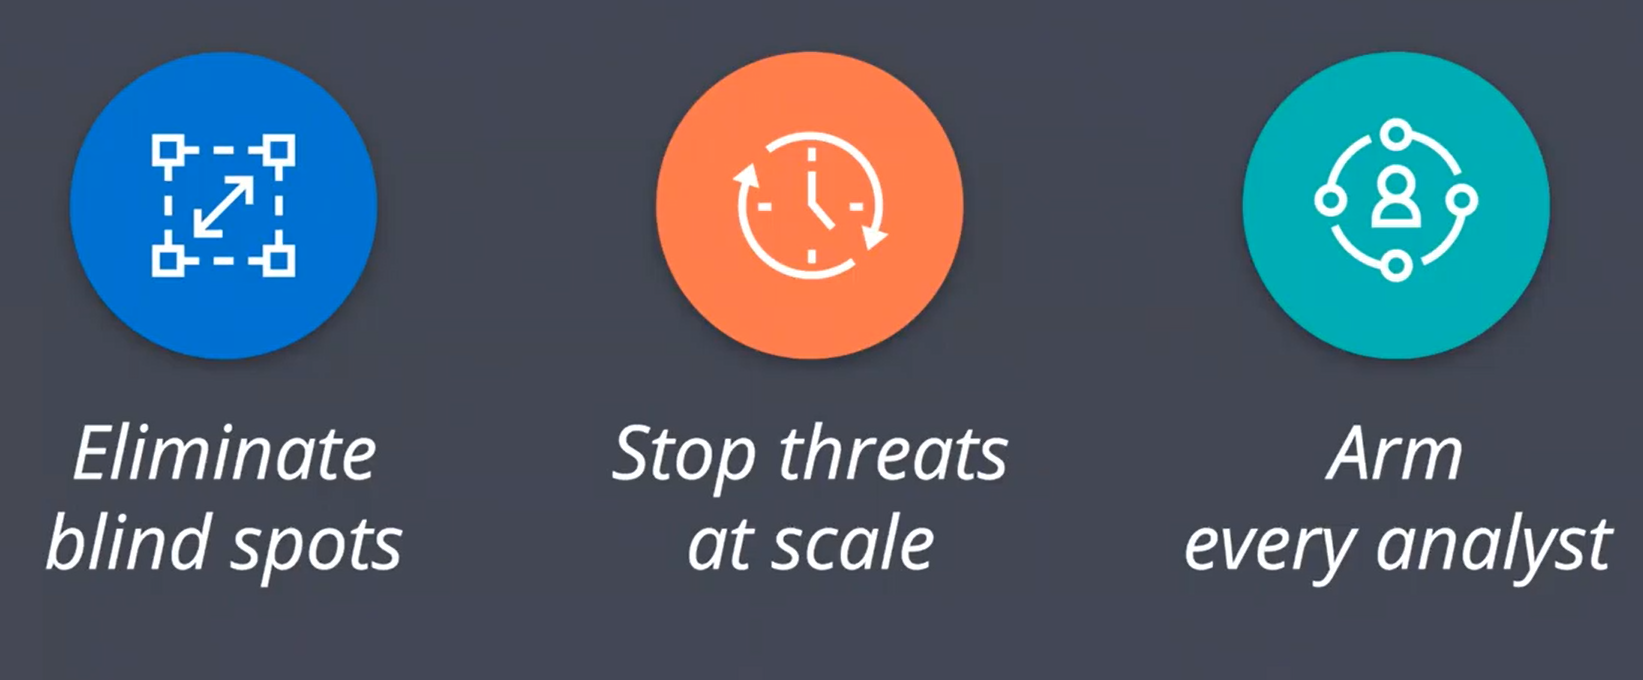 Eliminate
blind spots
Stop threats
at scale
Arm
every analyst